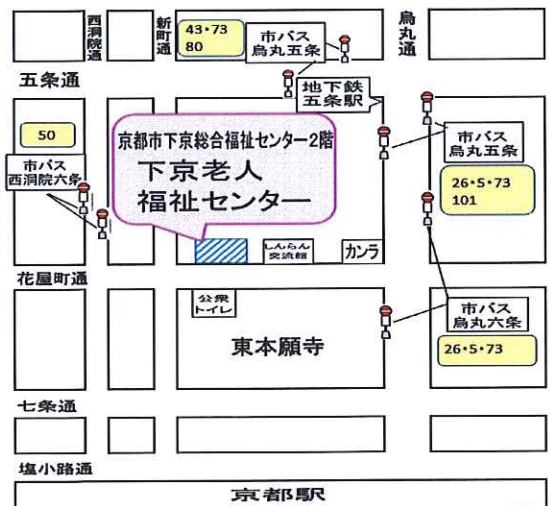 西洞院通
新町通
43・73
80
市バス
烏丸五条
烏丸通
五条通
地下鉄
五条駅
50
市バス
西洞院六条
京都市下京総合福祉センター2階
下京老人
福祉センター
市バス
烏丸五条
26・5・73
101
しんらん
交流館
カンラ
花屋町通
公衆
トイレ
東本願寺
市バス
烏丸六条
26・5・73
七条通
塩小路通
京都駅